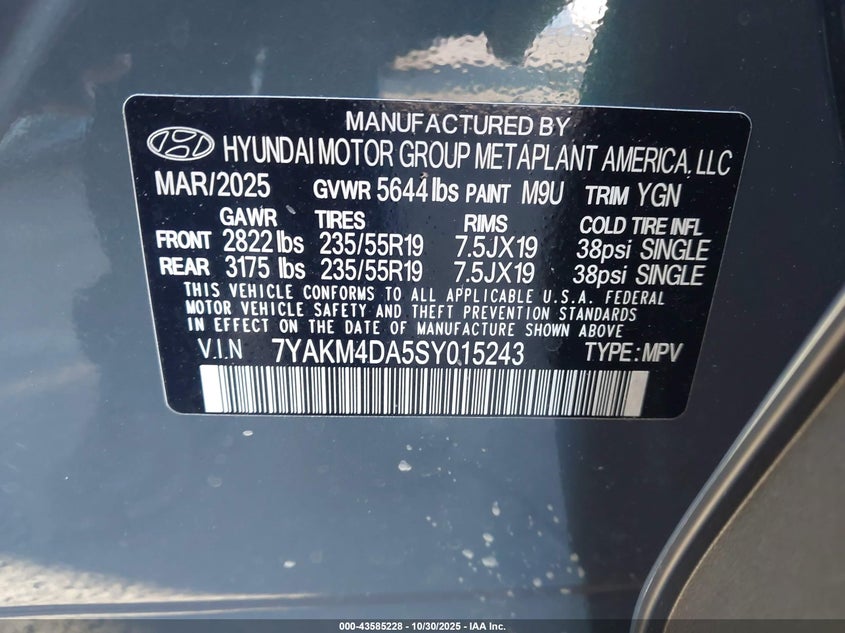 MANUFACTURED BY
HYUNDAI MOTOR GROUP METAPLANT AMERICA, LLC
MAR/2025 GVWR 5644 lbs PAINT M9U TRIM YGN
GAWR TIRES RIMS COLD TIRE INFL
FRONT 2822 lbs 235/55R19 7.5JX19 38psi SINGLE
REAR 3175 lbs 235/55R19 7.5JX19 38psi SINGLE
THIS VEHICLE CONFORMS TO ALL APPLICABLE U.S.A. FEDERAL
MOTOR VEHICLE SAFETY AND THEFT PREVENTION STANDARDS
IN EFFECT ON THE DATE OF MANUFACTURE SHOWN ABOVE
V.I.N 7YAKM4DA5SY015243 TYPE: MPV
000-43585228 - 10/30/2025 - IAA Inc.